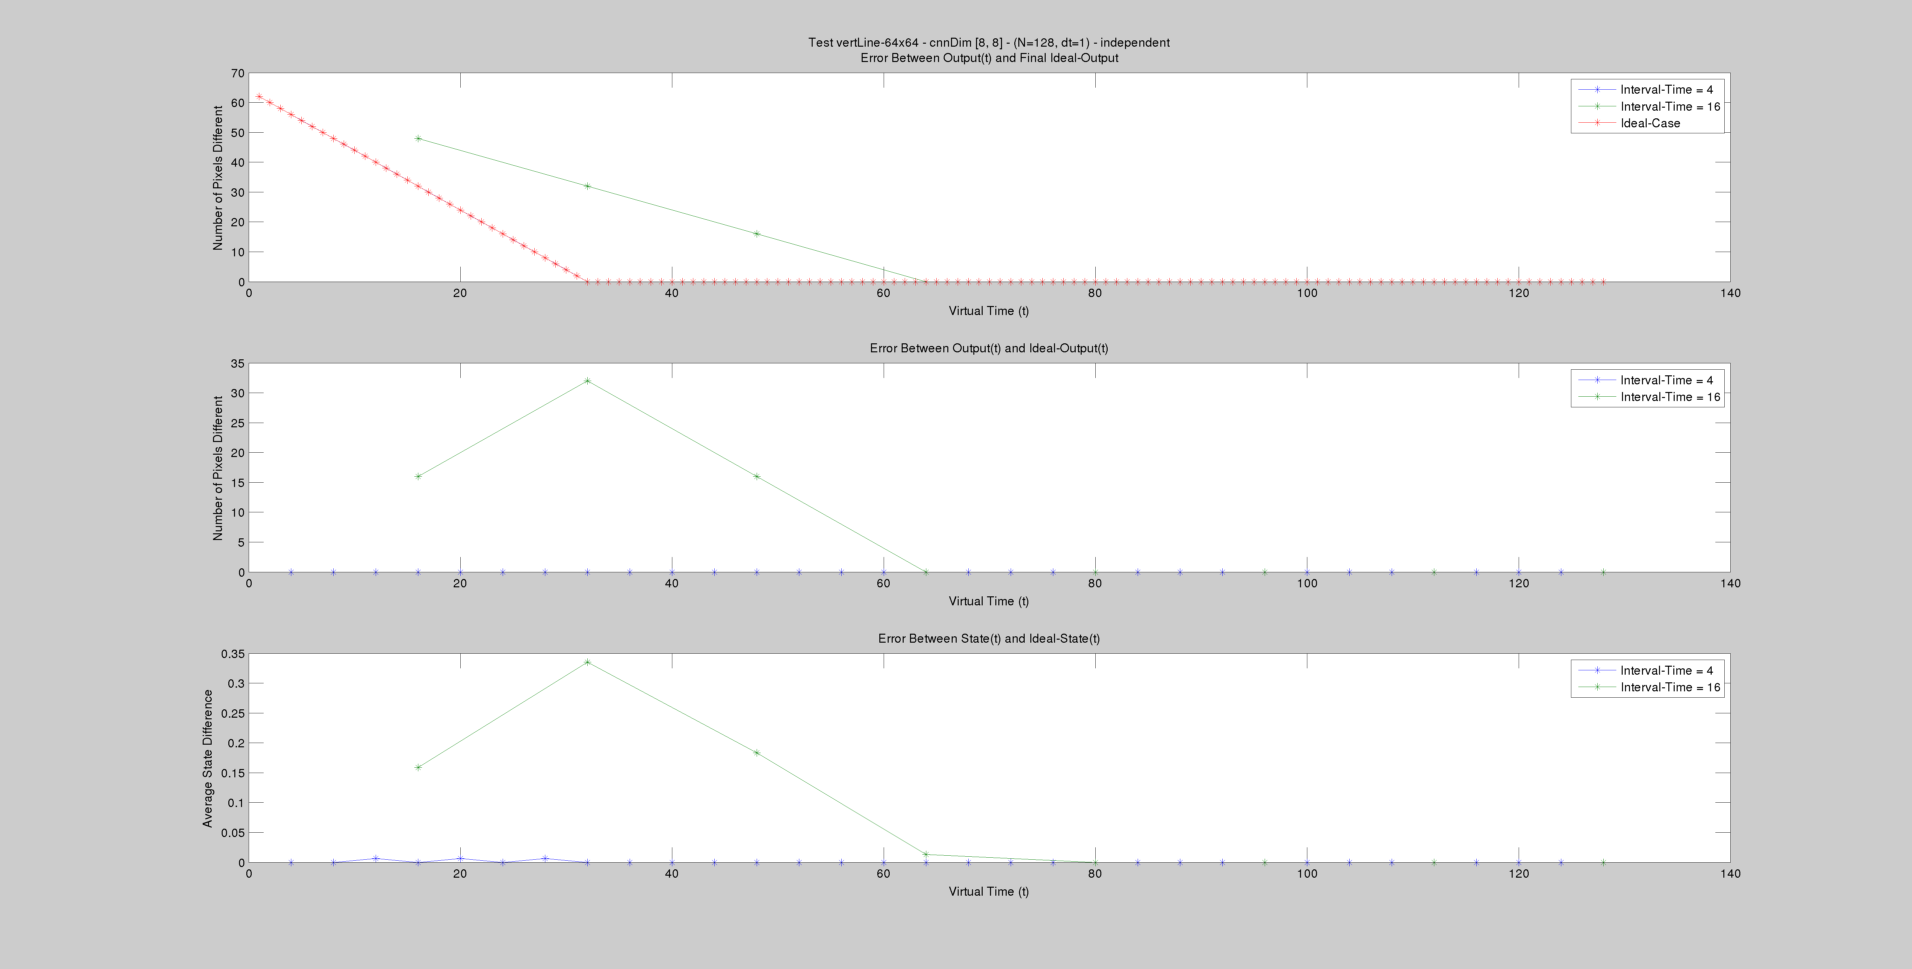 Test vertLine-64x64 - cnnDim [8, 8] - (N=128, dt=1) - independent
Error Between Output(t) and Final Ideal-Output
70
60
50
40
30
20
10
0
Number of Pixels Different
Interval-Time = 4
Interval-Time = 16
Ideal-Case
0 20 40 60 80 100 120 140
Virtual Time (t)
Error Between Output(t) and Ideal-Output(t)
35
30
25
20
15
10
5
0
Number of Pixels Different
Interval-Time = 4
Interval-Time = 16
0 20 40 60 80 100 120 140
Virtual Time (t)
Error Between State(t) and Ideal-State(t)
0.35
0.3
0.25
0.2
0.15
0.1
0.05
0
Average State Difference
Interval-Time = 4
Interval-Time = 16
0 20 40 60 80 100 120 140
Virtual Time (t)